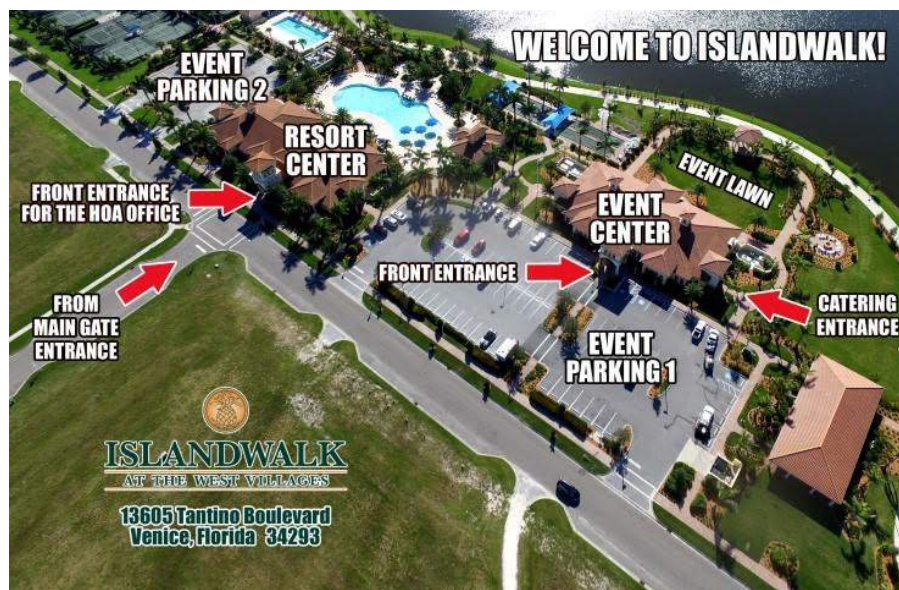 WELCOME TO ISLANDWALK!
EVENT
PARKING 2
RESORT
CENTER
EVENT LAWN
FRONT ENTRANCE
FOR THE HOA OFFICE
EVENT
CENTER
FRONT ENTRANCE
FROM
MAIN GATE
ENTRANCE
CATERING
ENTRANCE
EVENT
PARKING 1
ISLANDWALK
AT THE WEST VILLAGES
13605 Tantino Boulevard
Venice, Florida 34293